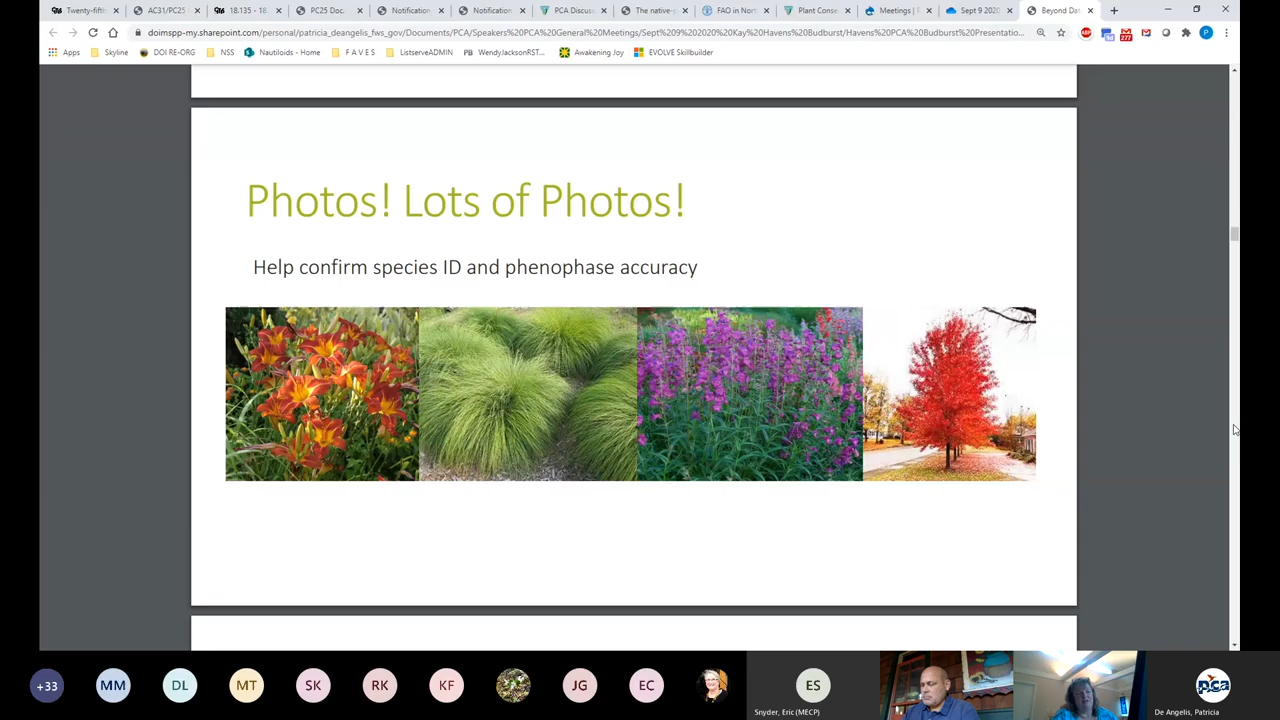 Twenty-fifth
AC31/PC25
18.135 - 18
PC25 Doc.
Notification
Notification
PCA Discus
The native-p
FAO in Nort
Plant Conse
Meetings | P
Sept 9 2020
Beyond Dat
doimspp-my.sharepoint.com/personal/patricia_deangelis_fws_gov/Documents/PCA/Speakers%20PCA%20General%20Meetings/Sept%209%202020%20Kay%20Havens%20Budburst/Havens%20PCA%20Budburst%20Presentatio...
Apps
Skyline
DOI RE-ORG
NSS
Nautiloids - Home
F A V E S
ListserveADMIN
PB WendyJacksonRST...
Awakening Joy
EVOLVE Skillbuilder
Photos! Lots of Photos!
Help confirm species ID and phenophase accuracy
+33
MM
DL
MT
SK
RK
KF
JG
EC
ES
pca
Snyder, Eric (MECP)
De Angelis, Patricia